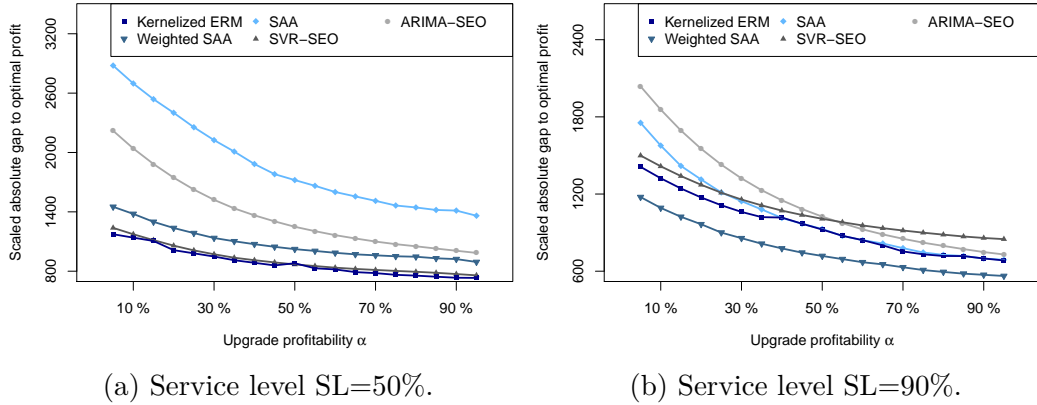 Kernelized ERM
SAA
ARIMA−SEO
Weighted SAA
SVR−SEO
Scaled absolute gap to optimal profit
3200
2600
2000
1400
800
10 %
30 %
50 %
70 %
90 %
Upgrade profitability α
(a) Service level SL=50%.
Kernelized ERM
SAA
ARIMA−SEO
Weighted SAA
SVR−SEO
Scaled absolute gap to optimal profit
2400
1800
1200
600
10 %
30 %
50 %
70 %
90 %
Upgrade profitability α
(b) Service level SL=90%.